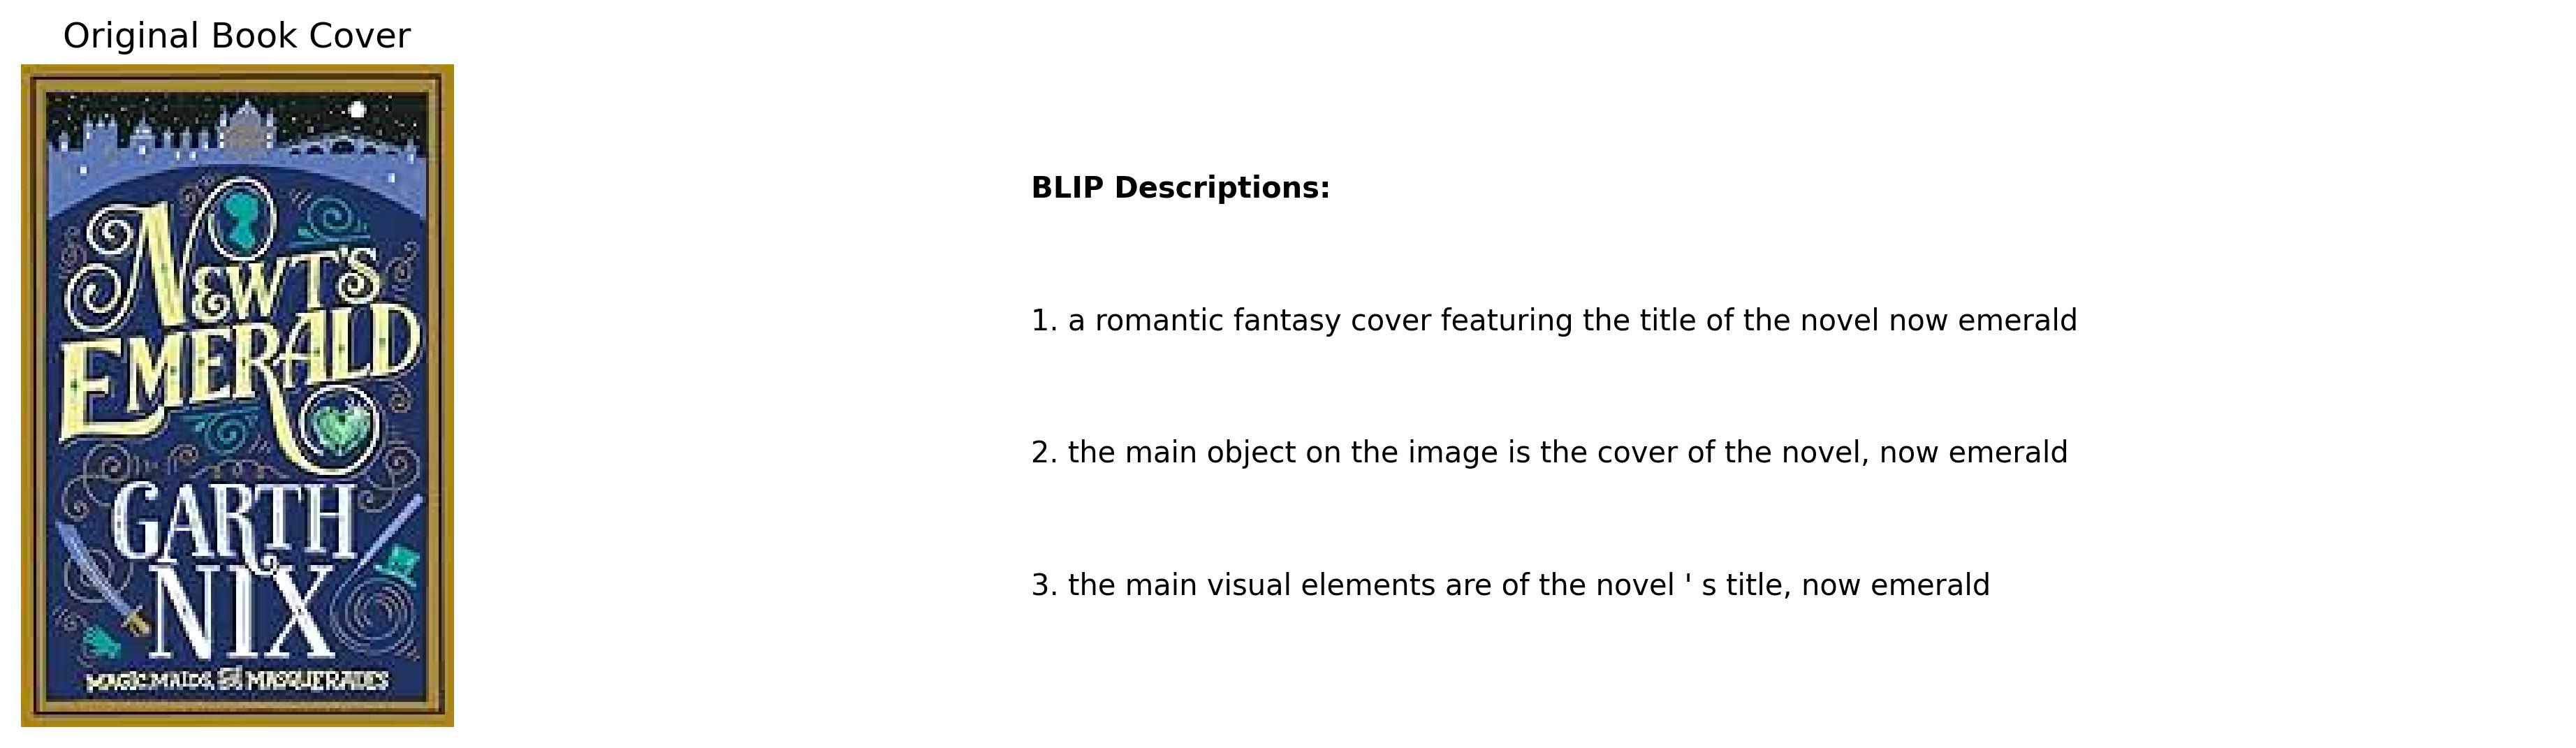 Original Book Cover
NEWT'S
EMERALD
GARTH
NIX
MAGIC, MAIDS, and MASQUERADES
BLIP Descriptions:
1. a romantic fantasy cover featuring the title of the novel now emerald
2. the main object on the image is the cover of the novel, now emerald
3. the main visual elements are of the novel ' s title, now emerald